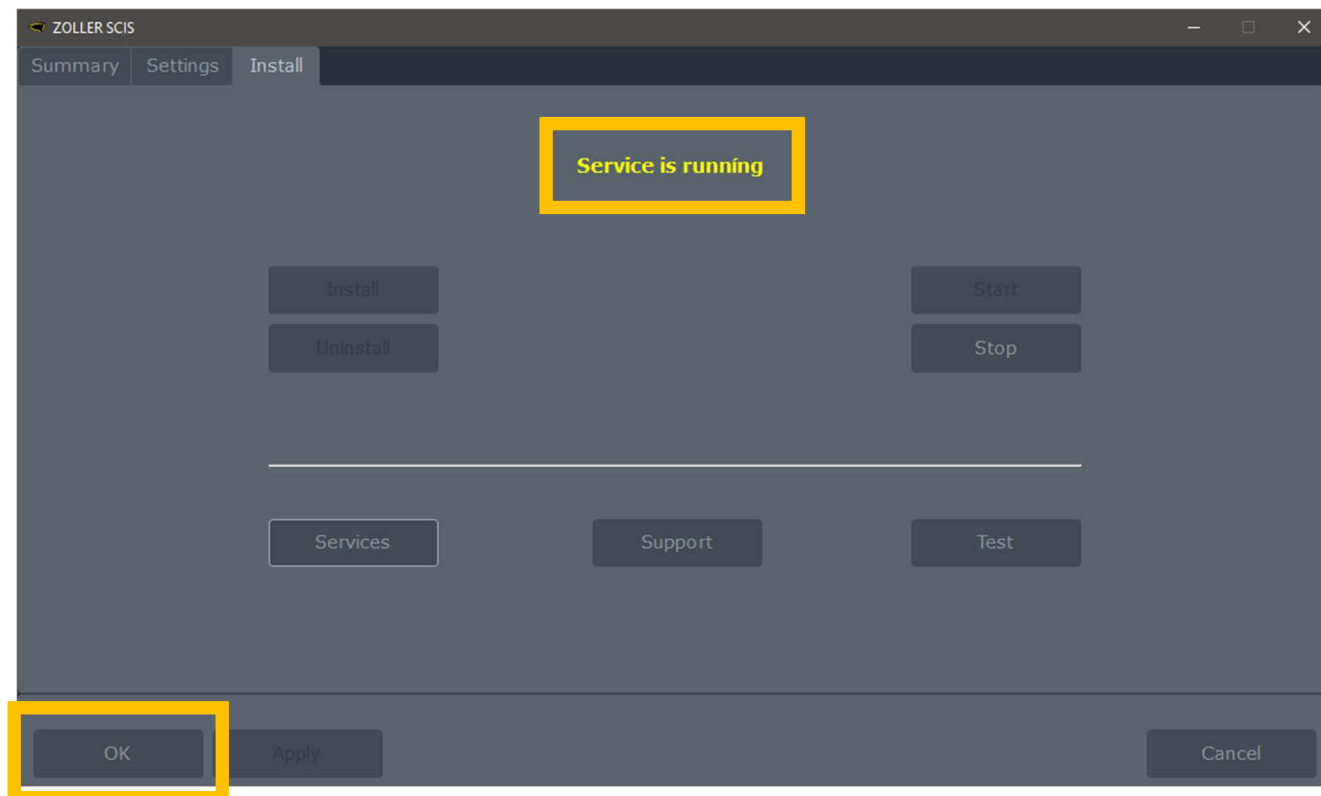 ZOLLER SCIS
Summary Settings Install
Service is running
Install Start
Uninstall Stop
Services Support Test
OK Apply Cancel